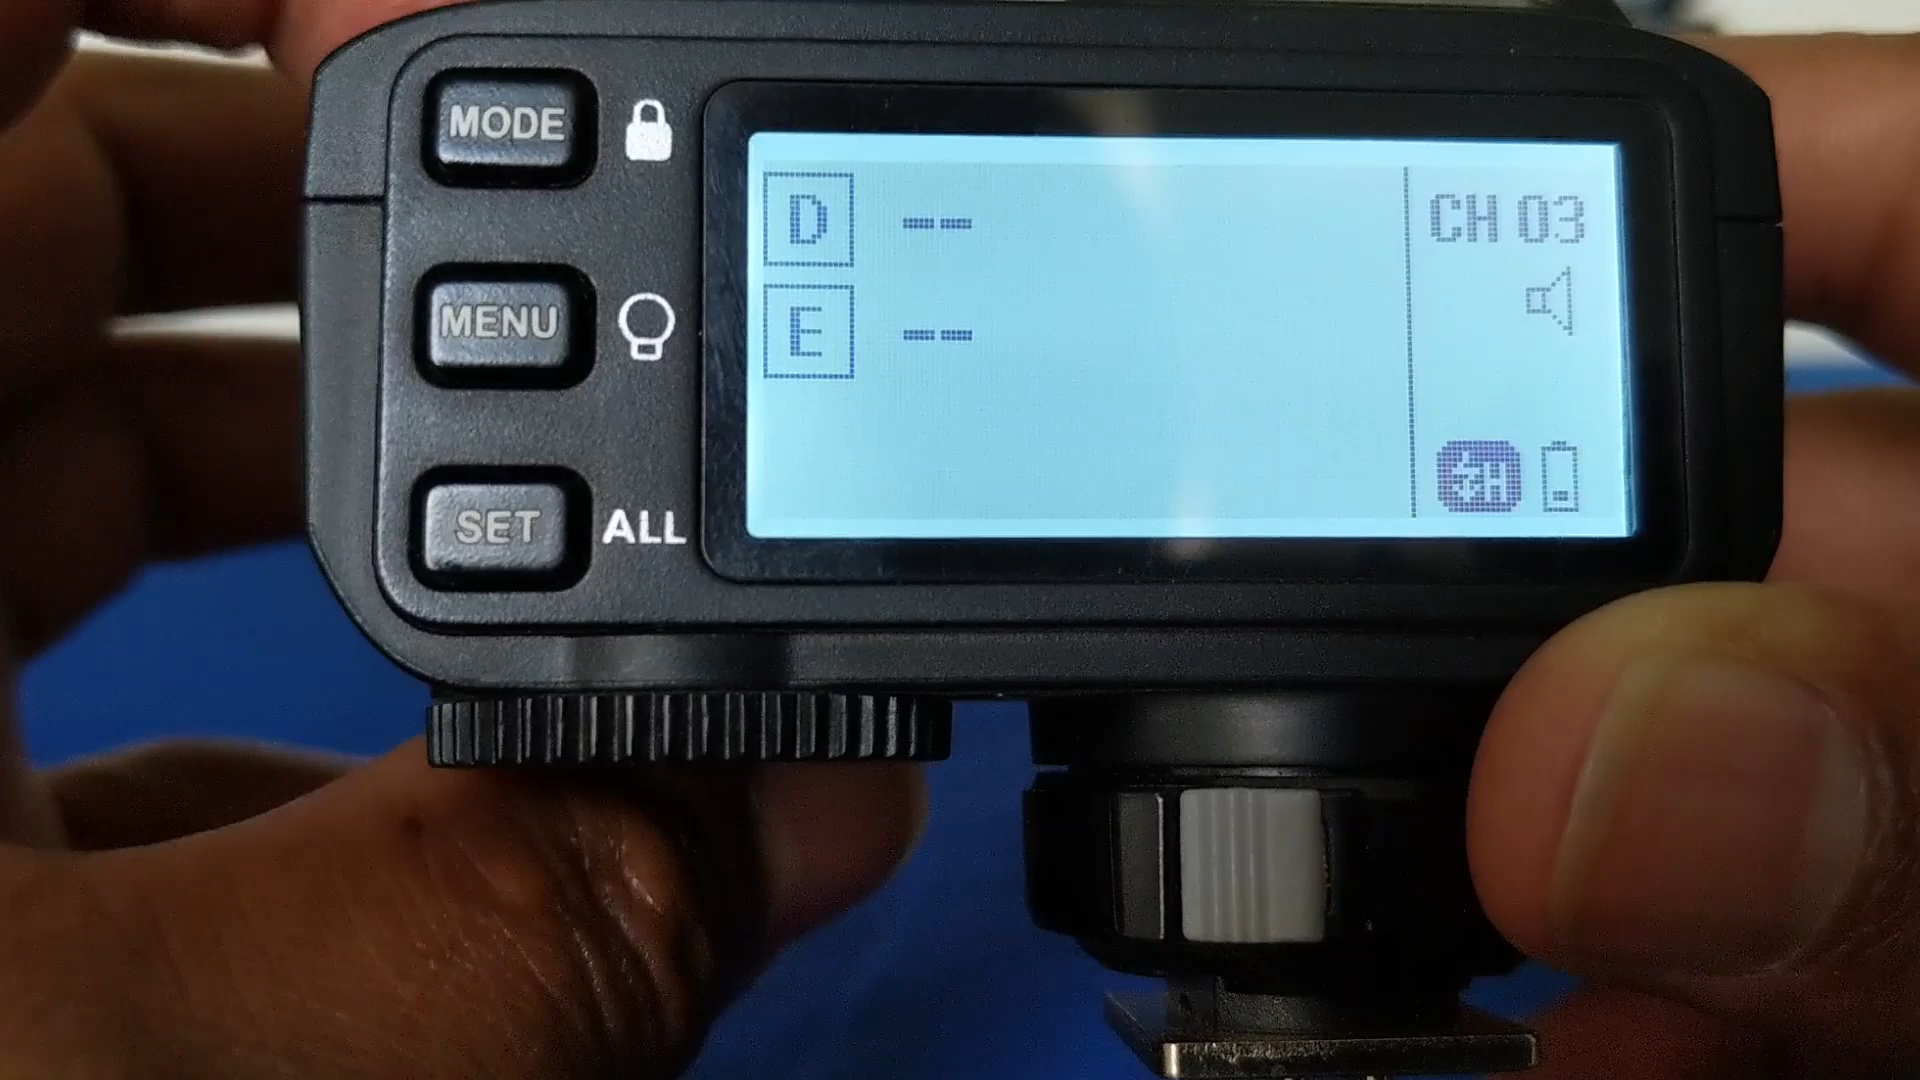 MODE
MENU
SET ALL
D --
E --
CH 03
H